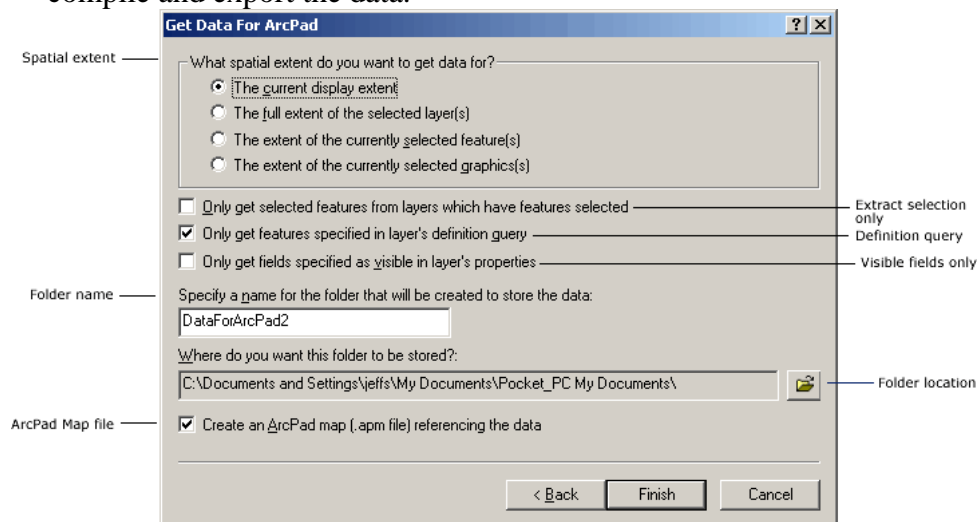 compile and export the data.
Get Data For ArcPad
Spatial extent
What spatial extent do you want to get data for?
The current display extent
The full extent of the selected layer(s)
The extent of the currently selected feature(s)
The extent of the currently selected graphics(s)
Only get selected features from layers which have features selected
Extract selection
only
Only get features specified in layer's definition query
Definition query
Only get fields specified as visible in layer's properties
Visible fields only
Folder name
Specify a name for the folder that will be created to store the data:
DataForArcPad2
Where do you want this folder to be stored?:
C:\Documents and Settings\jeffs\My Documents\Pocket_PC My Documents\
Folder location
ArcPad Map file
Create an ArcPad map (.apm file) referencing the data
< Back
Finish
Cancel